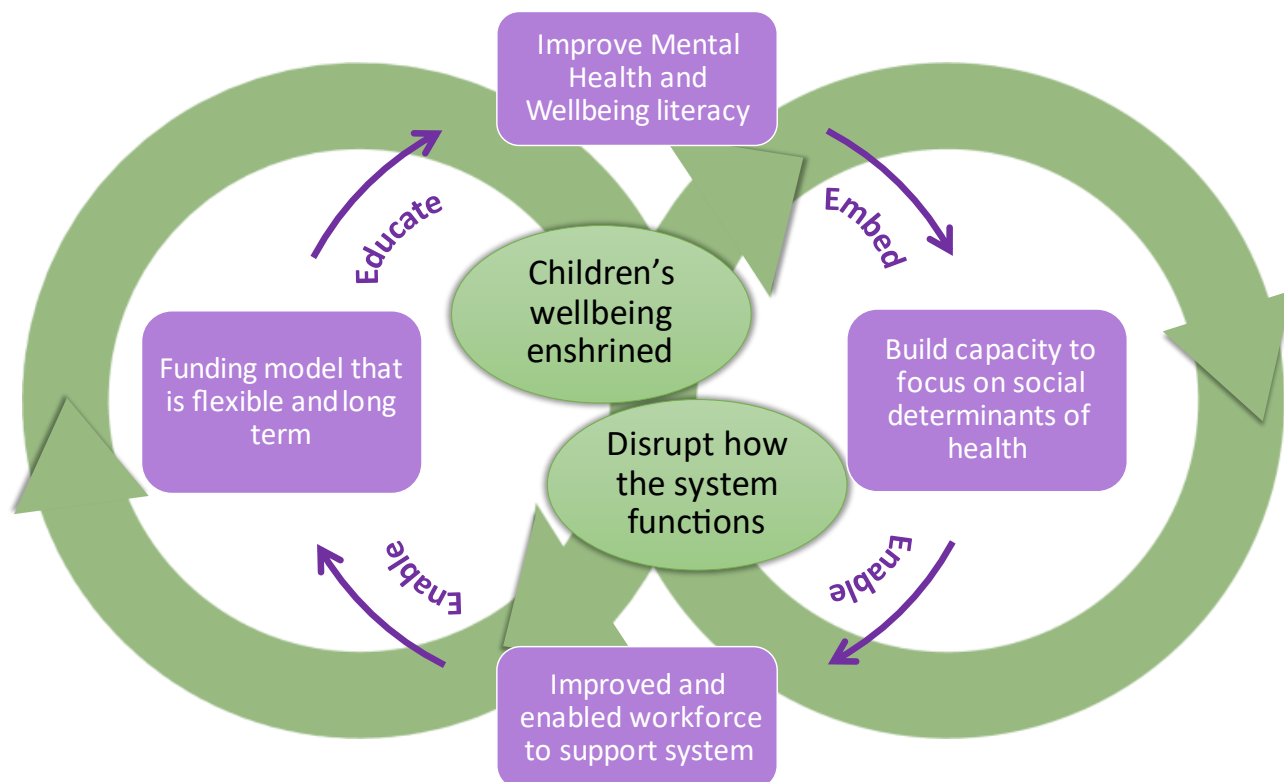 Improve Mental
Health and
Wellbeing literacy
Educate
Embed
Children's
wellbeing
enshrined
Funding model that
is flexible and long
term
Build capacity to
focus on social
determinants of
health
Disrupt how
the system
functions
Enable
Enable
Improved and
enabled workforce
to support system